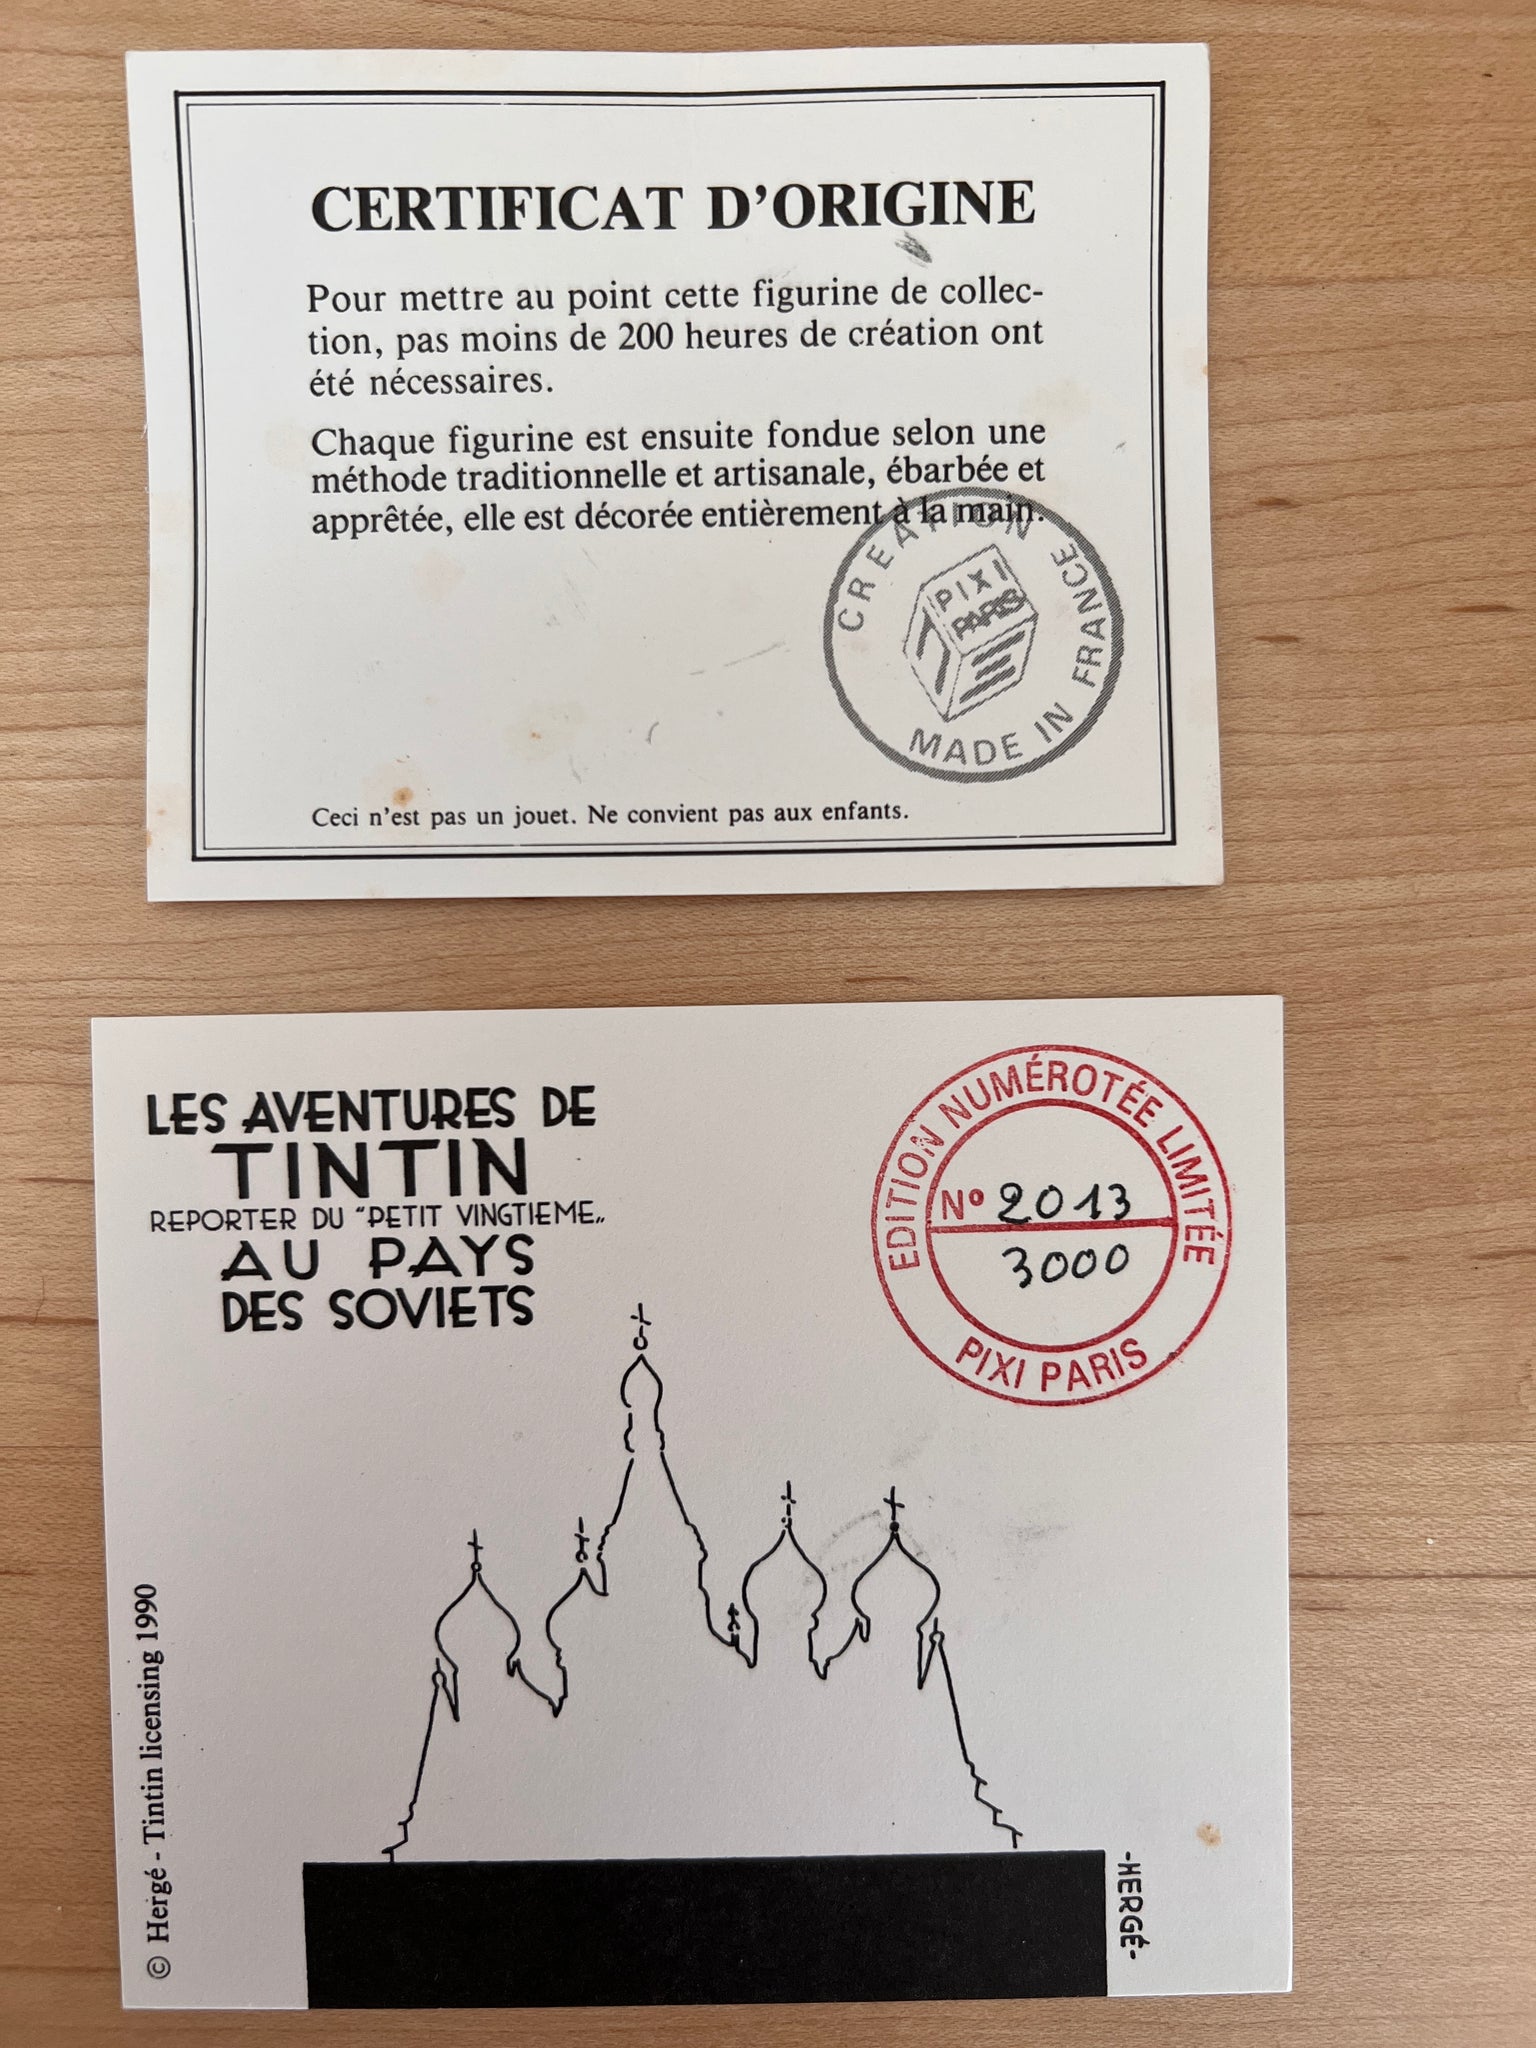 CERTIFICAT D'ORIGINE
Pour mettre au point cette figurine de collec-
tion, pas moins de 200 heures de création ont
été nécessaires.
Chaque figurine est ensuite fondue selon une
méthode traditionnelle et artisanale, ébarbée et
apprêtée, elle est décorée entièrement à la main.
CREATION
PIXI
PARIS
MADE IN FRANCE
Ceci n'est pas un jouet. Ne convient pas aux enfants.
LES AVENTURES DE
TINTIN
REPORTER DU "PETIT VINGTIEME„
AU PAYS
DES SOVIETS
EDITION NUMÉROTÉE LIMITÉE
Nº 2013
3000
PIXI PARIS
© Hergé - Tintin licensing 1990
-HERGÉ-